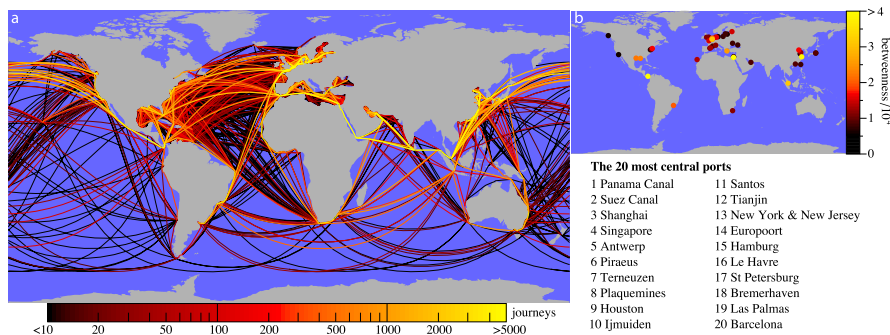 a
<10 20 50 100 200 500 1000 2000 >5000 journeys
b
> 4
3
2
1
0
betweenness/10⁴
The 20 most central ports
1 Panama Canal
2 Suez Canal
3 Shanghai
4 Singapore
5 Antwerp
6 Piraeus
7 Terneuzen
8 Plaquemines
9 Houston
10 Ijmuiden
11 Santos
12 Tianjin
13 New York & New Jersey
14 Europoort
15 Hamburg
16 Le Havre
17 St Petersburg
18 Bremerhaven
19 Las Palmas
20 Barcelona